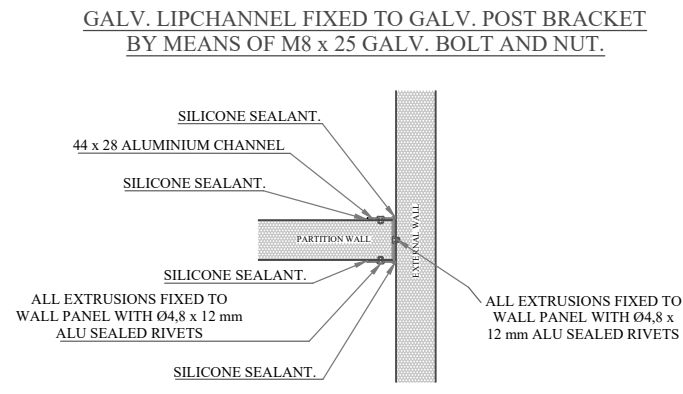 GALV. LIPCHANNEL FIXED TO GALV. POST BRACKET
BY MEANS OF M8 x 25 GALV. BOLT AND NUT.
SILICONE SEALANT.
44 x 28 ALUMINIUM CHANNEL
SILICONE SEALANT.
PARTITION WALL
EXTERNAL WALL
SILICONE SEALANT.
ALL EXTRUSIONS FIXED TO
WALL PANEL WITH Ø4,8 x 12 mm
ALU SEALED RIVETS
ALL EXTRUSIONS FIXED TO
WALL PANEL WITH Ø4,8 x
12 mm ALU SEALED RIVETS
SILICONE SEALANT.